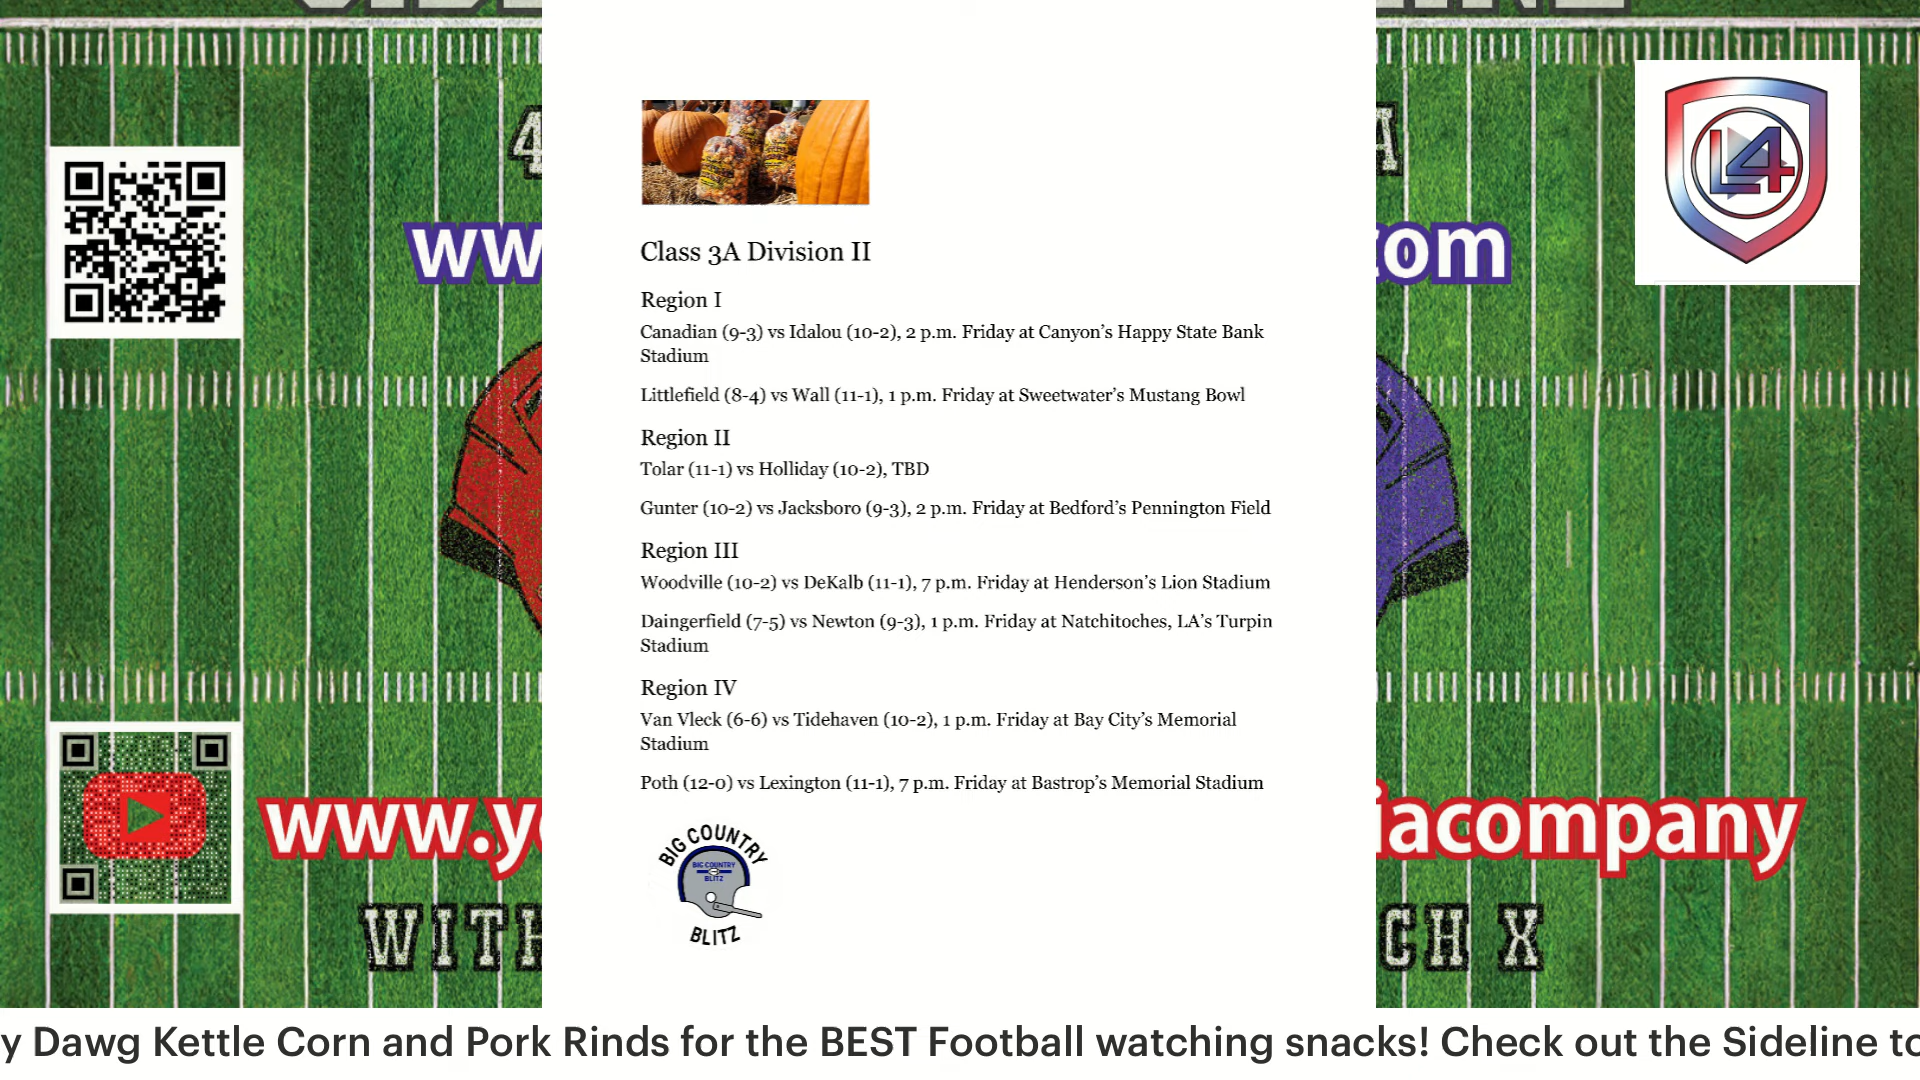 L4
Class 3A Division II
Region I
Canadian (9-3) vs Idalou (10-2), 2 p.m. Friday at Canyon’s Happy State Bank
Stadium
Littlefield (8-4) vs Wall (11-1), 1 p.m. Friday at Sweetwater’s Mustang Bowl
Region II
Tolar (11-1) vs Holliday (10-2), TBD
Gunter (10-2) vs Jacksboro (9-3), 2 p.m. Friday at Bedford’s Pennington Field
Region III
Woodville (10-2) vs DeKalb (11-1), 7 p.m. Friday at Henderson’s Lion Stadium
Daingerfield (7-5) vs Newton (9-3), 1 p.m. Friday at Natchitoches, LA’s Turpin
Stadium
Region IV
Van Vleck (6-6) vs Tidehaven (10-2), 1 p.m. Friday at Bay City’s Memorial
Stadium
Poth (12-0) vs Lexington (11-1), 7 p.m. Friday at Bastrop’s Memorial Stadium
BIG COUNTRY
BIG COUNTRY
BLITZ
BLITZ
4 A
ww om
www.y iacompany
WITH CH X
y Dawg Kettle Corn and Pork Rinds for the BEST Football watching snacks! Check out the Sideline to